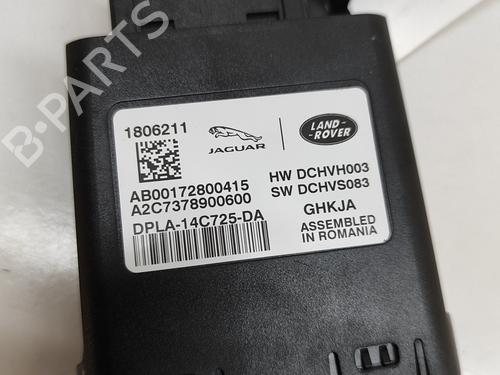 B-PARTS
1806211
JAGUAR
LAND-
ROVER
AB00172800415
A2C7378900600
DPLA-14C725-DA
HW DCHVH003
SW DCHVS083
GHKJA
ASSEMBLED
IN ROMANIA